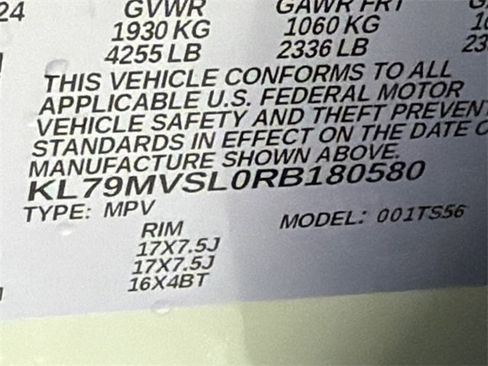 24 GVWR GAWR FRT
1930 KG 1060 KG
4255 LB 2336 LB
THIS VEHICLE CONFORMS TO ALL
APPLICABLE U.S. FEDERAL MOTOR
VEHICLE SAFETY AND THEFT PREVENT
STANDARDS IN EFFECT ON THE DATE O
MANUFACTURE SHOWN ABOVE.
KL79MVSL0RB180580
TYPE: MPV MODEL: 001TS56
RIM
17X7.5J
17X7.5J
16X4BT